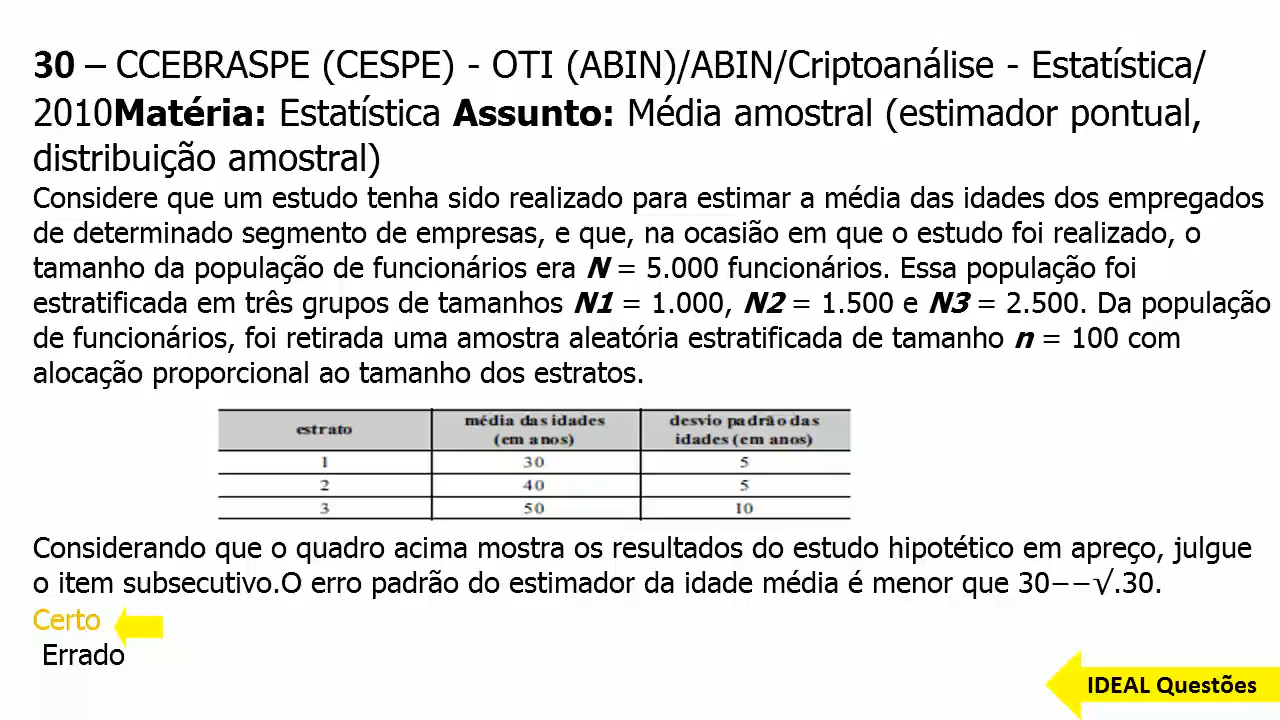 30 – CCEBRASPE (CESPE) - OTI (ABIN)/ABIN/Criptoanálise - Estatística/
2010Matéria: Estatística Assunto: Média amostral (estimador pontual,
distribuição amostral)
Considere que um estudo tenha sido realizado para estimar a média das idades dos empregados
de determinado segmento de empresas, e que, na ocasião em que o estudo foi realizado, o
tamanho da população de funcionários era N = 5.000 funcionários. Essa população foi
estratificada em três grupos de tamanhos N1 = 1.000, N2 = 1.500 e N3 = 2.500. Da população
de funcionários, foi retirada uma amostra aleatória estratificada de tamanho n = 100 com
alocação proporcional ao tamanho dos estratos.
estrato média das idades (em anos) desvio padrão das idades (em anos)
1 30 5
2 40 5
3 50 10
Considerando que o quadro acima mostra os resultados do estudo hipotético em apreço, julgue
o item subsecutivo.O erro padrão do estimador da idade média é menor que 30−−√.30.
Certo
Errado
IDEAL Questões